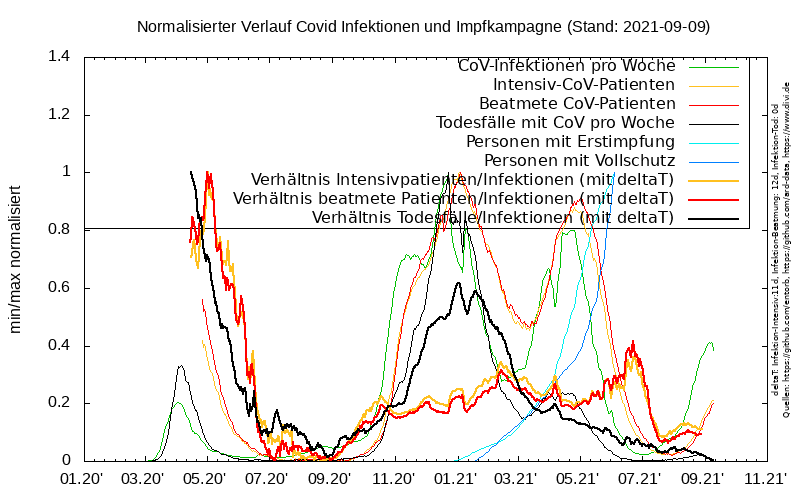 Normalisierter Verlauf Covid Infektionen und Impfkampagne (Stand: 2021-09-09)
min/max normalisiert
1.4
1.2
1
0.8
0.6
0.4
0.2
0
CoV-Infektionen pro Woche
Intensiv-CoV-Patienten
Beatmete CoV-Patienten
Todesfälle mit CoV pro Woche
Personen mit Erstimpfung
Personen mit Vollschutz
Verhältnis Intensivpatienten/Infektionen (mit deltaT)
Verhältnis beatmete Patienten/Infektionen (mit deltaT)
Verhältnis Todesfälle/Infektionen (mit deltaT)
01.20' 03.20' 05.20' 07.20' 09.20' 11.20' 01.21' 03.21' 05.21' 07.21' 09.21' 11.21'
deltaT: Infektion-Intensiv:11d, Infektion-Beatmung: 12d, Infektion-Tod: 0d
Quellen: https://github.com/entorb, https://github.com/ard-data, https://www.divi.de